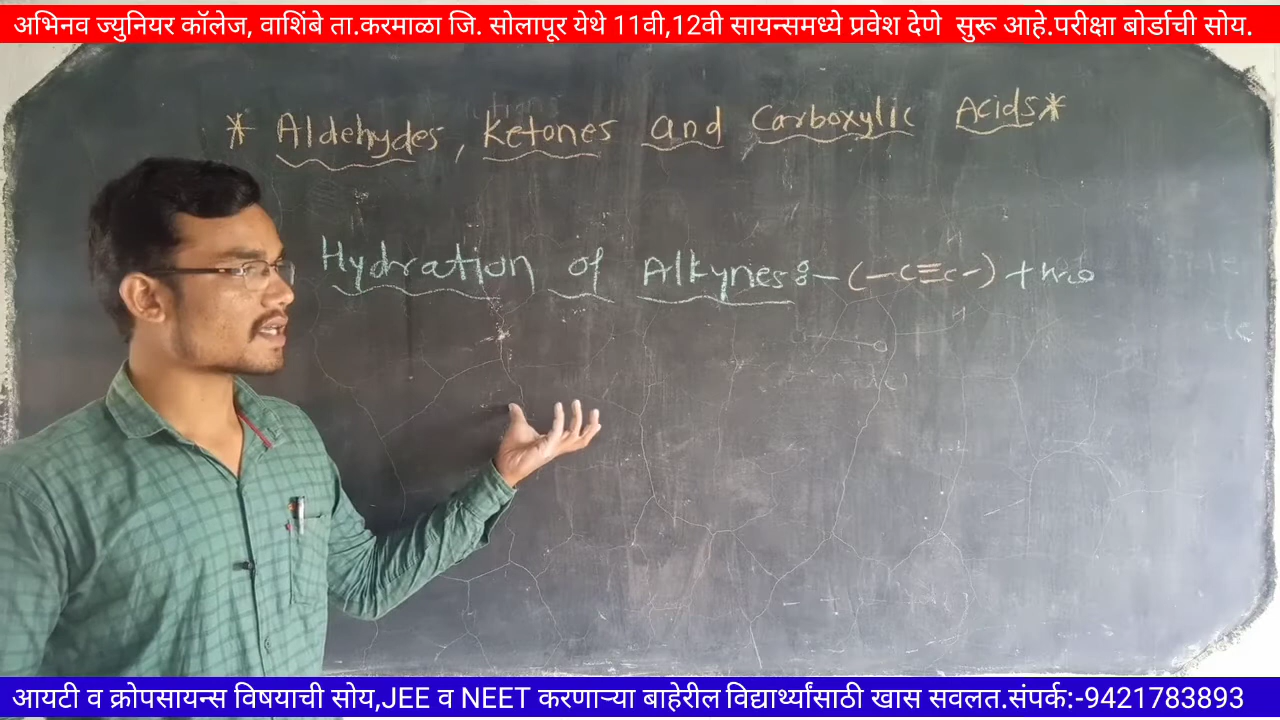 अभिनव ज्युनियर कॉलेज, वाशिंबे ता.करमाळा जि. सोलापूर येथे 11वी,12वी सायन्समध्ये प्रवेश देणे सुरू आहे.परीक्षा बोर्डाची सोय.
* Aldehydes, Ketones and Carboxylic Acids *
Hydration of Alkynes:- (-C≡C-) + H₂O
आयटी व क्रोपसायन्स विषयाची सोय,JEE व NEET करणाऱ्या बाहेरील विद्यार्थ्यांसाठी खास सवलत.संपर्क:-9421783893